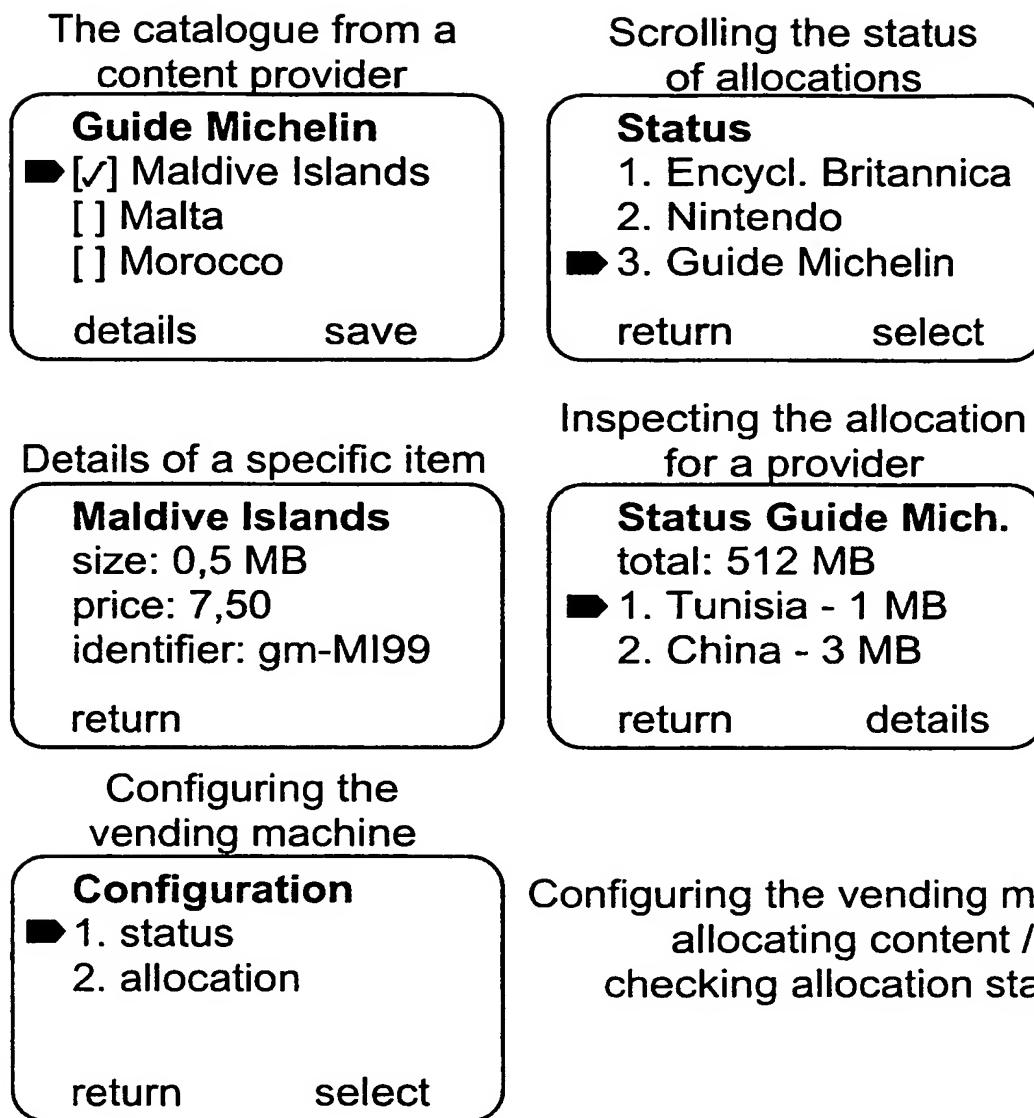 The catalogue from a
content provider
Guide Michelin
[✓] Maldive Islands
[ ] Malta
[ ] Morocco
details save
Scrolling the status
of allocations
Status
1. Encycl. Britannica
2. Nintendo
3. Guide Michelin
return select
Details of a specific item
Maldive Islands
size: 0,5 MB
price: 7,50
identifier: gm-MI99
return
Inspecting the allocation
for a provider
Status Guide Mich.
total: 512 MB
1. Tunisia - 1 MB
2. China - 3 MB
return details
Configuring the
vending machine
Configuration
1. status
2. allocation
return select
Configuring the vending
allocating content /
checking allocation